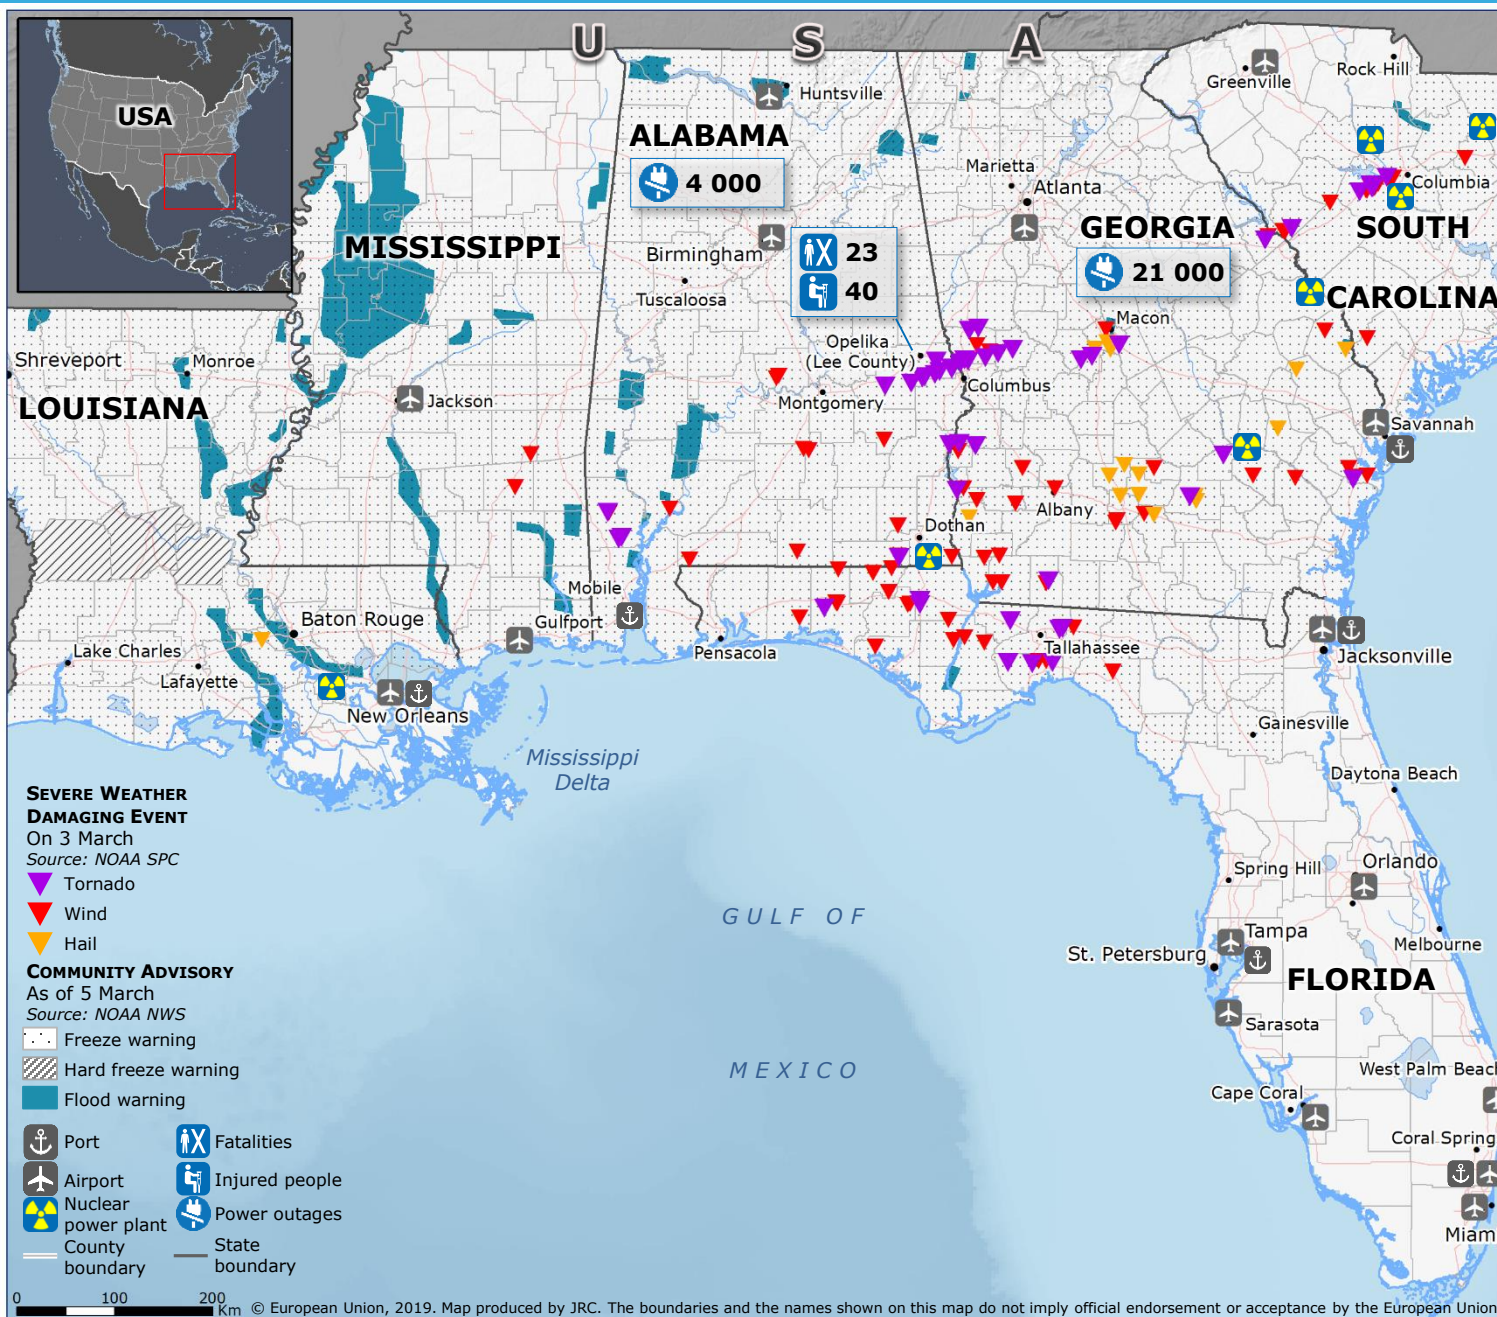 U S A
USA
Greenville
Rock Hill
Huntsville
ALABAMA
4 000
Marietta
Atlanta
Columbia
MISSISSIPPI
Birmingham
Tuscaloosa
23
40
GEORGIA
21 000
SOUTH
CAROLINA
Macon
Shreveport
Monroe
Opelika
(Lee County)
Columbus
LOUISIANA
Jackson
Montgomery
Savannah
Albany
Dothan
Mobile
Baton Rouge
Gulfport
Pensacola
Tallahassee
Jacksonville
Lake Charles
Lafayette
New Orleans
Gainesville
Mississippi
Delta
Daytona Beach
SEVERE WEATHER
DAMAGING EVENT
On 3 March
Source: NOAA SPC
Tornado
Wind
Hail
COMMUNITY ADVISORY
As of 5 March
Source: NOAA NWS
Freeze warning
Hard freeze warning
Flood warning
Port
Fatalities
Airport
Injured people
Nuclear
power plant
Power outages
County
boundary
State
boundary
Spring Hill
Orlando
GULF OF
MEXICO
Tampa
St. Petersburg
Melbourne
FLORIDA
Sarasota
West Palm Beach
Cape Coral
Coral Spring
Miam
0 100 200 Km
© European Union, 2019. Map produced by JRC. The boundaries and the names shown on this map do not imply official endorsement or acceptance by the European Union